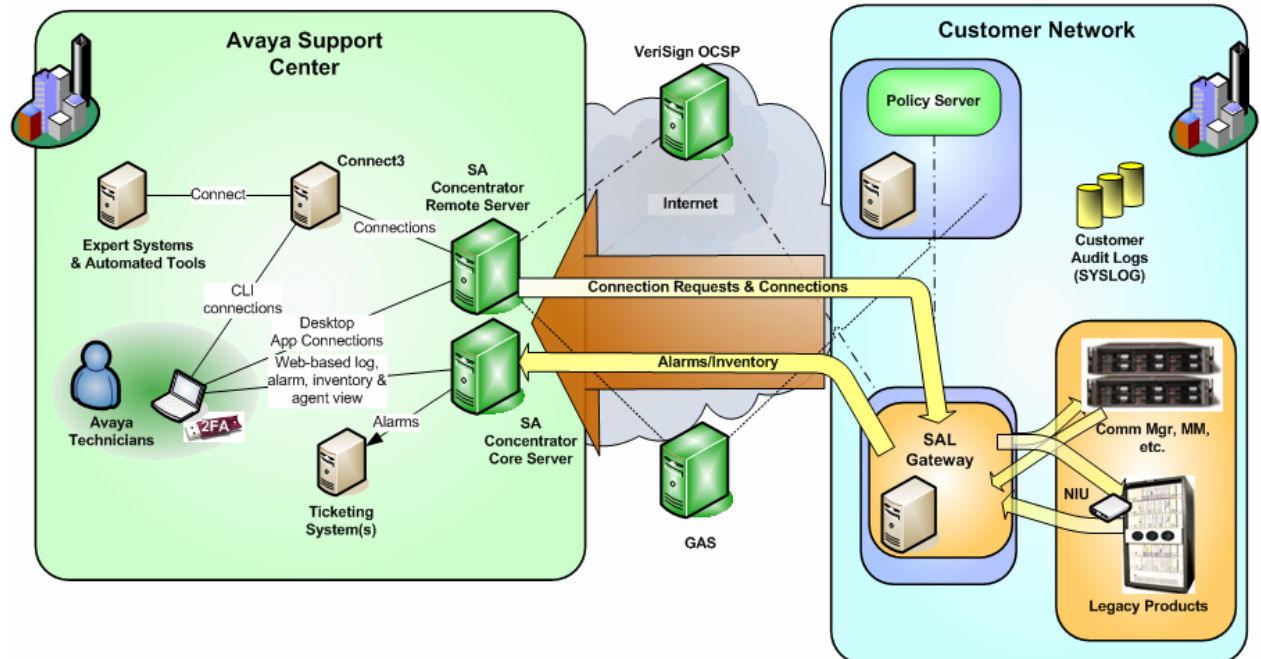 Avaya Support
Center
VeriSign OCSP
Customer Network
Policy Server
Connect3
Connect
SA
Concentrator
Remote Server
Internet
Expert Systems
& Automated Tools
Connections
Customer
Audit Logs
(SYSLOG)
CLI
connections
Connection Requests & Connections
Desktop
App Connections
Web-based log,
alarm, inventory &
agent view
Alarms/Inventory
2FA
Avaya
Technicians
Alarms
SA
Concentrator
Core Server
SAL
Gateway
Comm Mgr, MM,
etc.
NIU
Ticketing
System(s)
GAS
Legacy Products